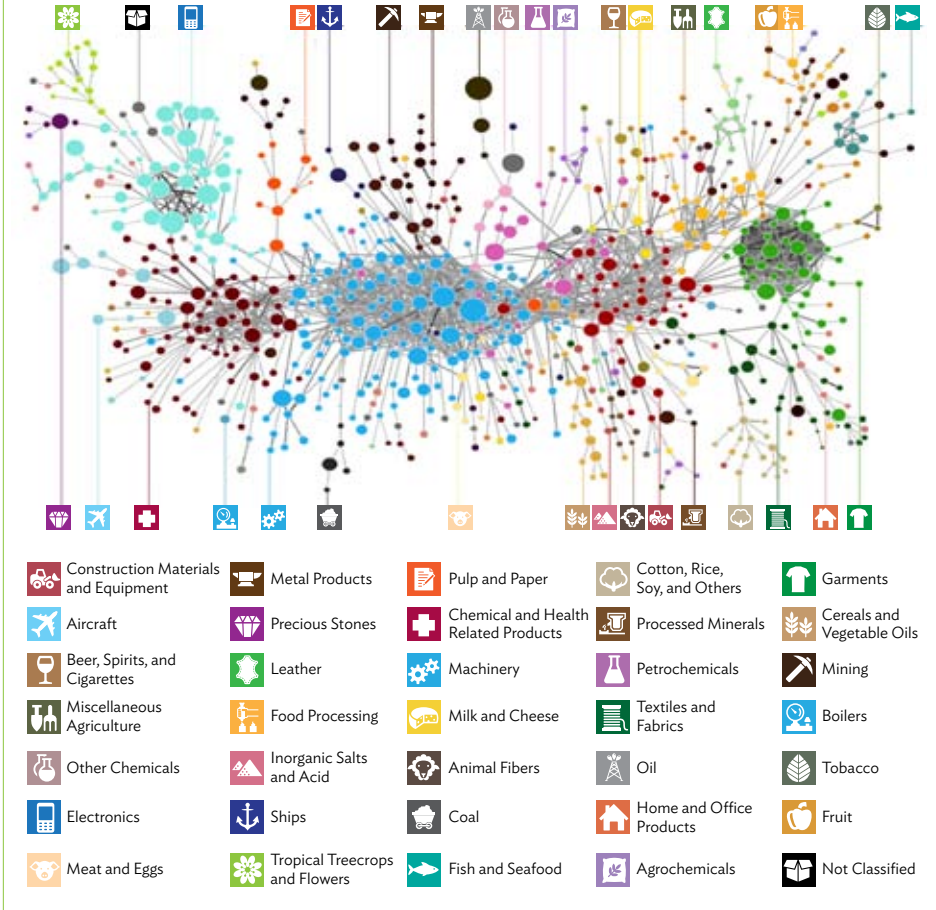 Construction Materials
and Equipment
Metal Products
Pulp and Paper
Cotton, Rice,
Soy, and Others
Garments
Aircraft
Precious Stones
Chemical and Health
Related Products
Processed Minerals
Cereals and
Vegetable Oils
Beer, Spirits, and
Cigarettes
Leather
Machinery
Petrochemicals
Mining
Miscellaneous
Agriculture
Food Processing
Milk and Cheese
Textiles and
Fabrics
Boilers
Other Chemicals
Inorganic Salts
and Acid
Animal Fibers
Oil
Tobacco
Electronics
Ships
Coal
Home and Office
Products
Fruit
Meat and Eggs
Tropical Treecrops
and Flowers
Fish and Seafood
Agrochemicals
Not Classified